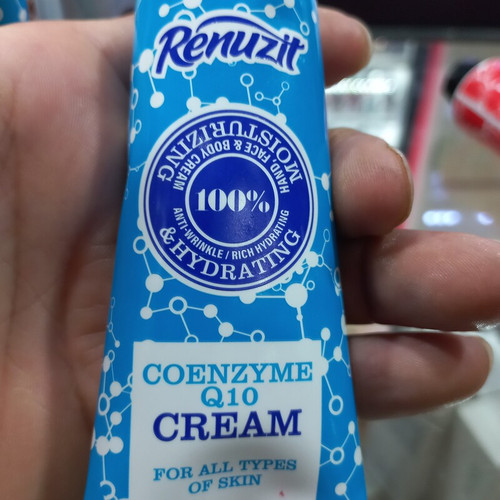 Renuzit
MOISTURIZING
HAND FACE & BODY CREAM
100%
ANTI-WRINKLE / RICH HYDRATING
& HYDRATING
COENZYME
Q10
CREAM
FOR ALL TYPES
OF SKIN